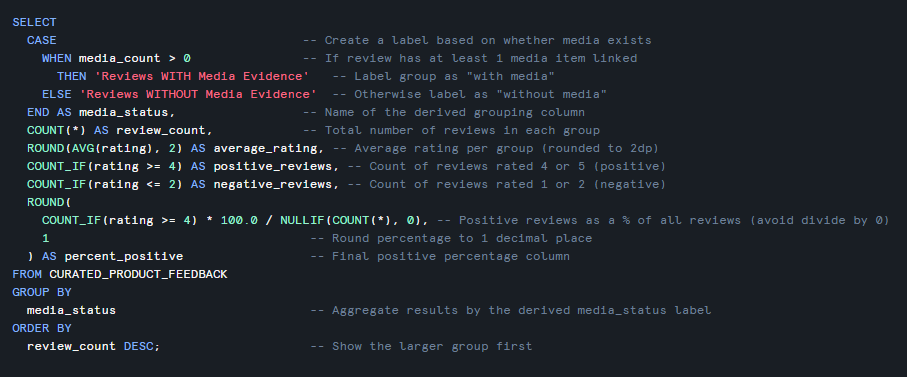 SELECT
CASE -- Create a label based on whether media exists
WHEN media_count > 0 -- If review has at least 1 media item linked
THEN 'Reviews WITH Media Evidence' -- Label group as "with media"
ELSE 'Reviews WITHOUT Media Evidence' -- Otherwise label as "without media"
END AS media_status, -- Name of the derived grouping column
COUNT(*) AS review_count, -- Total number of reviews in each group
ROUND(AVG(rating), 2) AS average_rating, -- Average rating per group (rounded to 2dp)
COUNT_IF(rating >= 4) AS positive_reviews, -- Count of reviews rated 4 or 5 (positive)
COUNT_IF(rating <= 2) AS negative_reviews, -- Count of reviews rated 1 or 2 (negative)
ROUND(
COUNT_IF(rating >= 4) * 100.0 / NULLIF(COUNT(*), 0), -- Positive reviews as a % of all reviews (avoid divide by 0)
1 -- Round percentage to 1 decimal place
) AS percent_positive -- Final positive percentage column
FROM CURATED_PRODUCT_FEEDBACK
GROUP BY
media_status -- Aggregate results by the derived media_status label
ORDER BY
review_count DESC; -- Show the larger group first